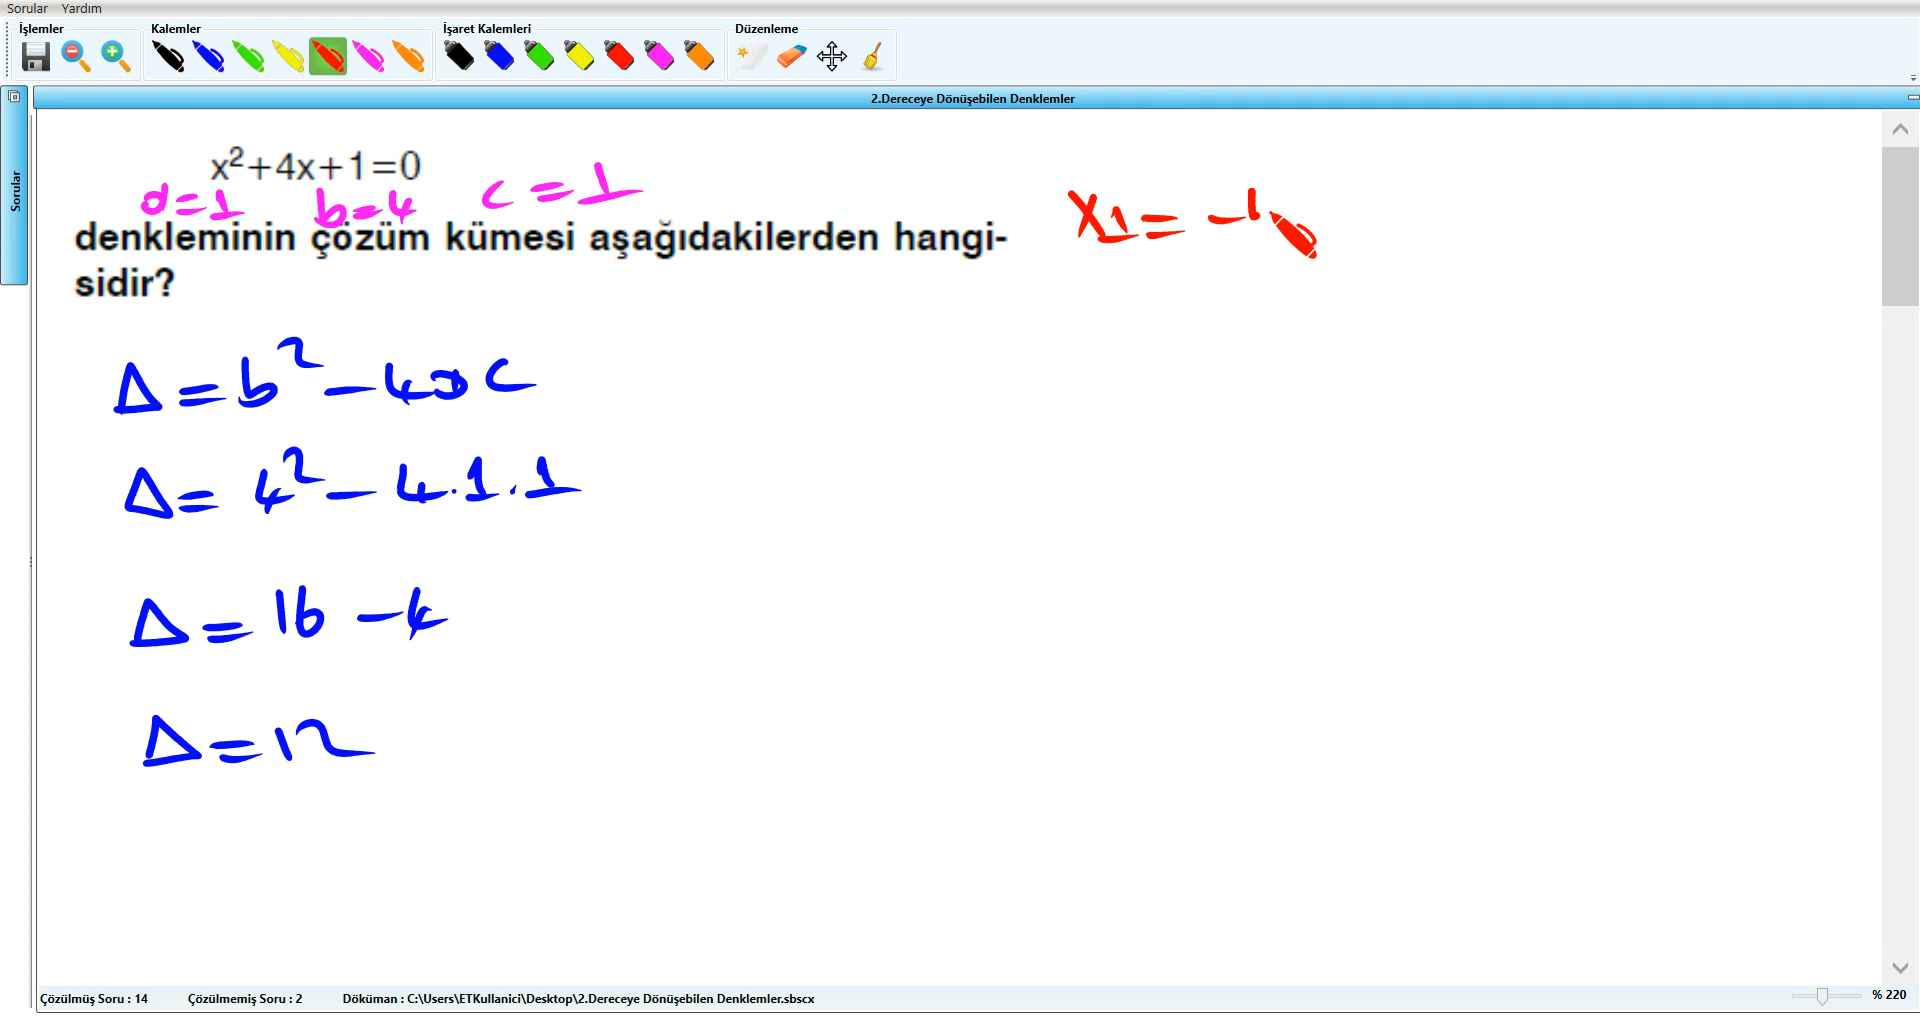 Sorular Yardım
İşlemler Kalemler İşaret Kalemleri Düzenleme
2.Dereceye Dönüşebilen Denklemler
Sorular
x²+4x+1=0
a=1 b=4 c=1
denkleminin çözüm kümesi aşağıdakilerden hangi-
sidir?
x₁= -
Δ=b²-4ac
Δ=4²-4.1.1
Δ=16-4
Δ=12
Çözülmüş Soru : 14 Çözülmemiş Soru : 2 Döküman : C:\Users\ETKullanici\Desktop\2.Dereceye Dönüşebilen Denklemler.sbscx % 220